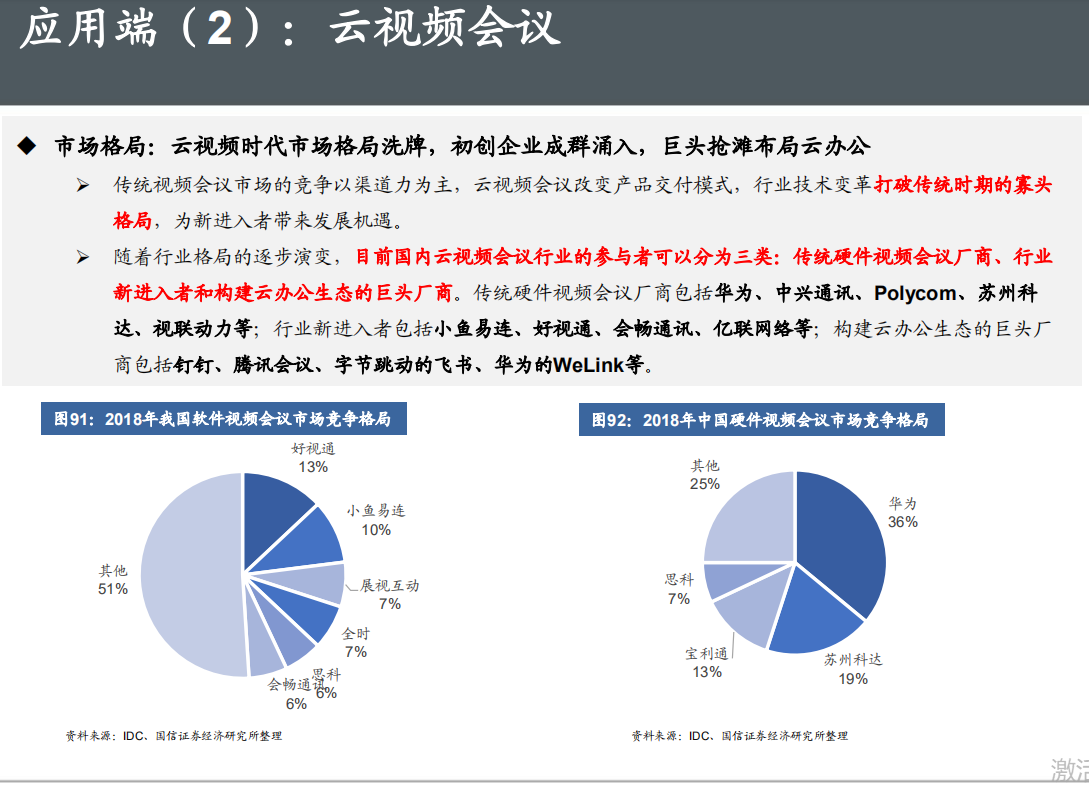 应用端（2）：云视频会议
◆ 市场格局：云视频时代市场格局洗牌，初创企业成群涌入，巨头抢滩布局云办公
➢ 传统视频会议市场的竞争以渠道力为主，云视频会议改变产品交付模式，行业技术变革打破传统时期的寡头
格局，为新进入者带来发展机遇。
➢ 随着行业格局的逐步演变，目前国内云视频会议行业的参与者可以分为三类：传统硬件视频会议厂商、行业
新进入者和构建云办公生态的巨头厂商。传统硬件视频会议厂商包括华为、中兴通讯、Polycom、苏州科
达、视联动力等；行业新进入者包括小鱼易连、好视通、会畅通讯、亿联网络等；构建云办公生态的巨头厂
商包括钉钉、腾讯会议、字节跳动的飞书、华为的WeLink等。
图91：2018年我国软件视频会议市场竞争格局
好视通
13%
小鱼易连
10%
展视互动
7%
全时
7%
思科
6%
会畅通讯
6%
其他
51%
资料来源：IDC、国信证券经济研究所整理
图92：2018年中国硬件视频会议市场竞争格局
华为
36%
苏州科达
19%
宝利通
13%
思科
7%
其他
25%
资料来源：IDC、国信证券经济研究所整理
激活